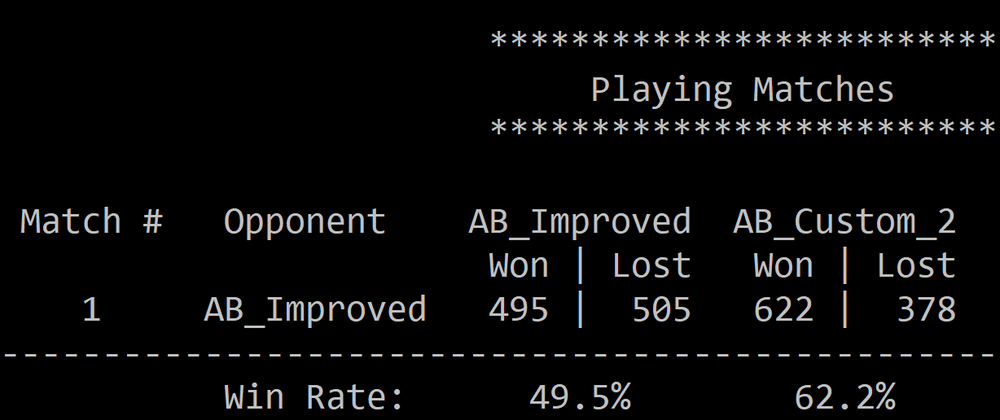 *************************
Playing Matches
*************************
Match # Opponent AB_Improved AB_Custom_2
Won | Lost Won | Lost
1 AB_Improved 495 | 505 622 | 378
-------------------------------------------------
Win Rate: 49.5% 62.2%